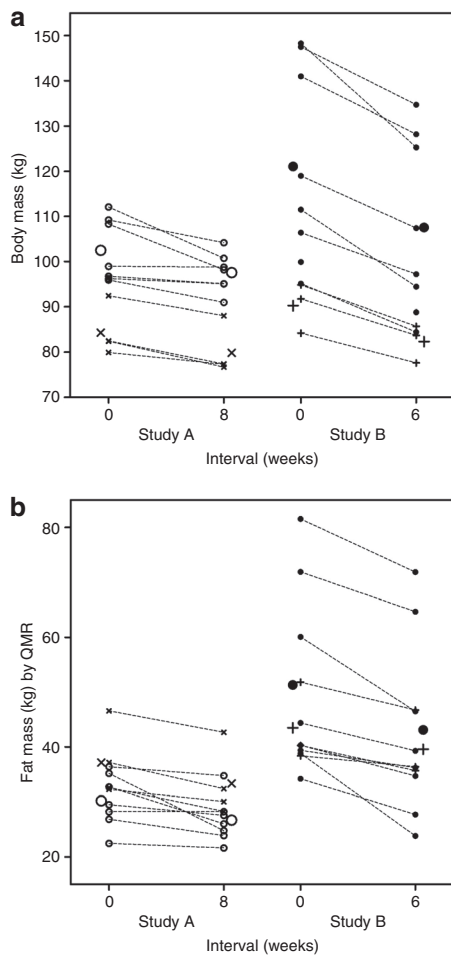 a
150
140
130
120
110
100
90
80
70
Body mass (kg)
0 8 0 6
Study A Study B
Interval (weeks)
b
80
60
40
20
Fat mass (kg) by QMR
0 8 0 6
Study A Study B
Interval (weeks)